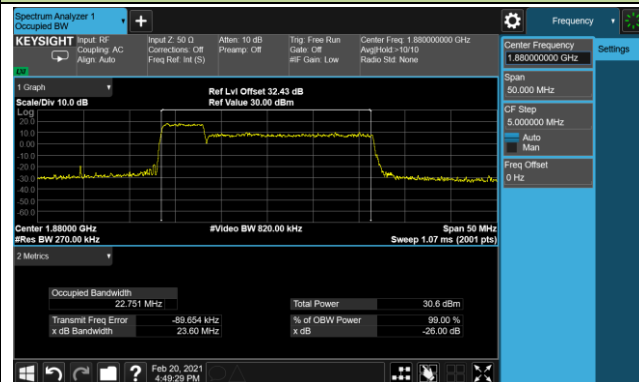 Spectrum Analyzer 1
Occupied BW
Frequency
KEYSIGHT
Input: RF
Coupling: AC
Align: Auto
Input Z: 50 Ω
Corrections: Off
Freq Ref: Int (S)
Atten: 10 dB
Preamp: Off
Trig: Free Run
Gate: Off
#IF Gain: Low
Center Freq: 1.880000000 GHz
Avg|Hold:>10/10
Radio Std: None
1 Graph
Scale/Div 10.0 dB
Ref Lvl Offset 32.43 dB
Ref Value 30.00 dBm
Log
20.0
10.0
0.00
-10.0
-20.0
-30.0
-40.0
-50.0
-60.0
Center 1.88000 GHz
#Res BW 270.00 kHz
#Video BW 820.00 kHz
Span 50 MHz
Sweep 1.07 ms (2001 pts)
2 Metrics
Occupied Bandwidth
22.751 MHz
Total Power 30.6 dBm
Transmit Freq Error -89.654 kHz
% of OBW Power 99.00 %
x dB Bandwidth 23.60 MHz
x dB -26.00 dB
Center Frequency
1.880000000 GHz
Settings
Span
50.000 MHz
CF Step
5.000000 MHz
Auto
Man
Freq Offset
0 Hz
?
Feb 20, 2021
4:49:29 PM